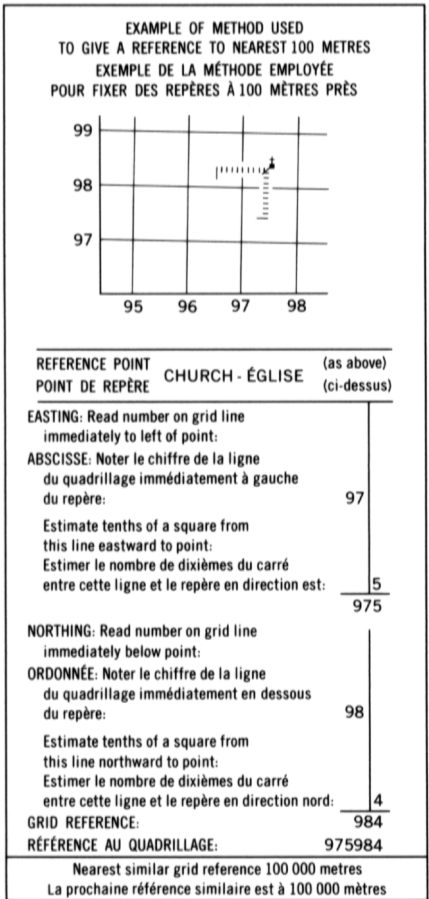 EXAMPLE OF METHOD USED
TO GIVE A REFERENCE TO NEAREST 100 METRES
EXEMPLE DE LA MÉTHODE EMPLOYÉE
POUR FIXER DES REPÈRES À 100 MÈTRES PRÈS
99
98
97
95 96 97 98
REFERENCE POINT CHURCH - ÉGLISE (as above)
POINT DE REPÈRE (ci-dessus)
EASTING: Read number on grid line
immediately to left of point:
ABSCISSE: Noter le chiffre de la ligne
du quadrillage immédiatement à gauche
du repère: 97
Estimate tenths of a square from
this line eastward to point:
Estimer le nombre de dixièmes du carré
entre cette ligne et le repère en direction est: 5
975
NORTHING: Read number on grid line
immediately below point:
ORDONNÉE: Noter le chiffre de la ligne
du quadrillage immédiatement en dessous
du repère: 98
Estimate tenths of a square from
this line northward to point:
Estimer le nombre de dixièmes du carré
entre cette ligne et le repère en direction nord: 4
GRID REFERENCE: 984
RÉFÉRENCE AU QUADRILLAGE: 975984
Nearest similar grid reference 100 000 metres
La prochaine référence similaire est à 100 000 mètres